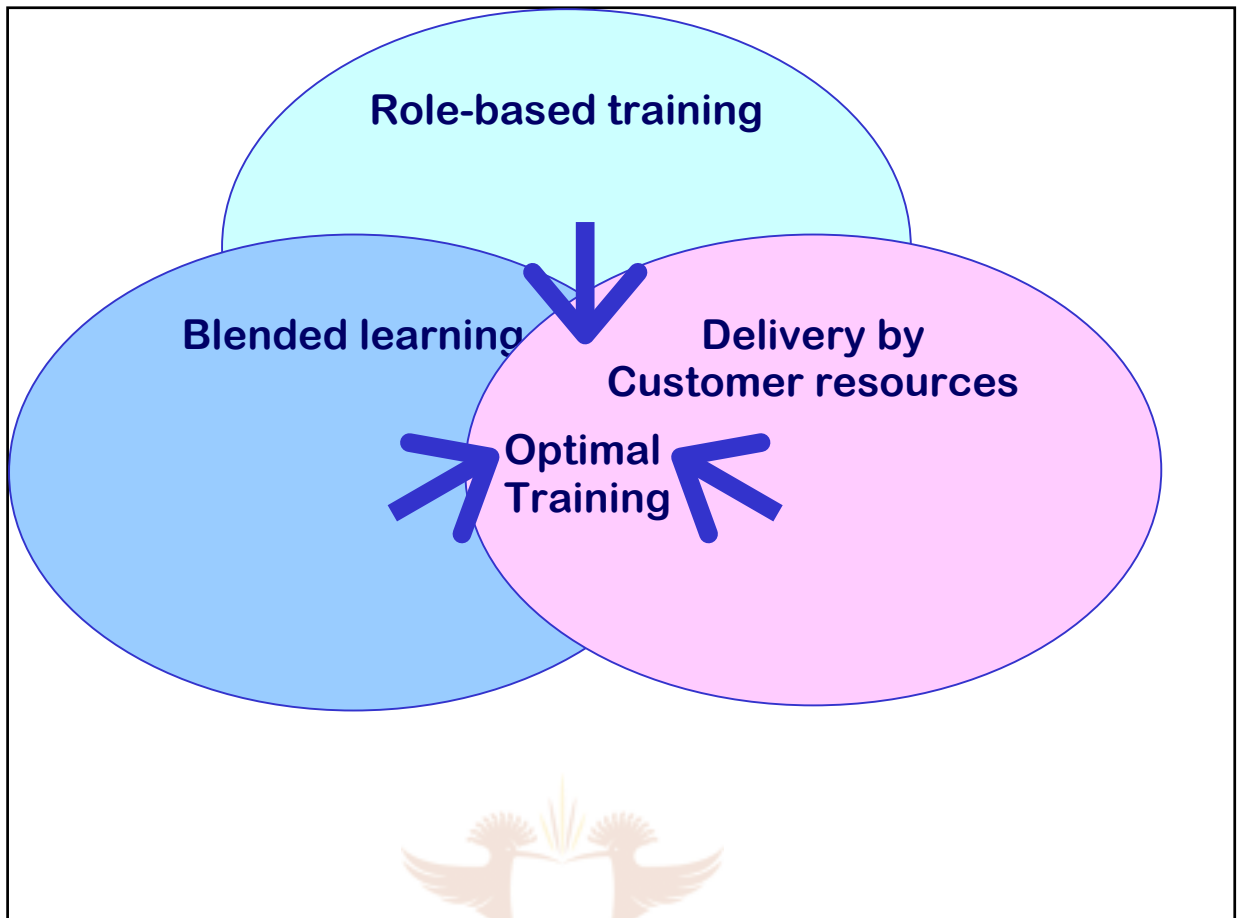 Role-based training
Blended learning
Delivery by
Customer resources
Optimal
Training